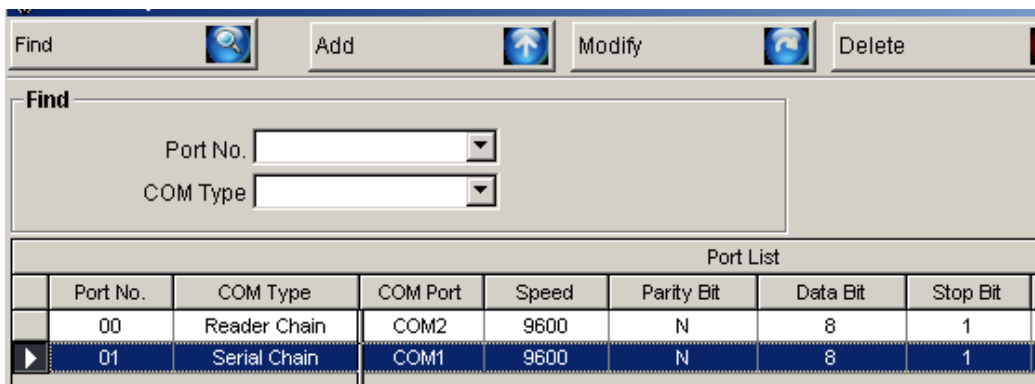 Find Add Modify Delete
Find
Port No.
COM Type
Port List
Port No. COM Type COM Port Speed Parity Bit Data Bit Stop Bit
00 Reader Chain COM2 9600 N 8 1
01 Serial Chain COM1 9600 N 8 1